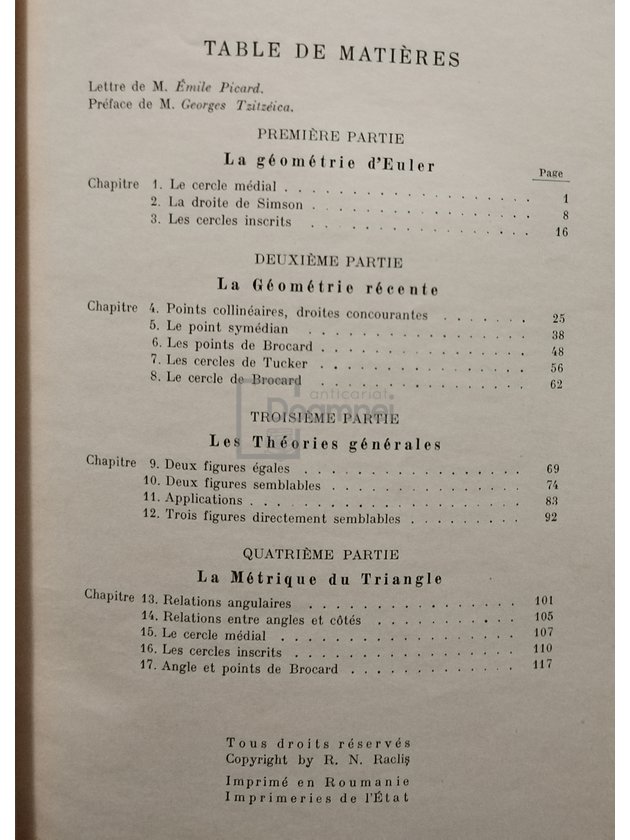 TABLE DE MATIÈRES
Lettre de M. Émile Picard.
Préface de M. Georges Tzitzéica.
PREMIÈRE PARTIE
La géométrie d'Euler
Page
Chapitre 1. Le cercle médial . . . . . . . . . . . . . . . . 1
2. La droite de Simson . . . . . . . . . . . . . . 8
3. Les cercles inscrits . . . . . . . . . . . . . . 16
DEUXIÈME PARTIE
La Géométrie récente
Chapitre 4. Points collinéaires, droites concourantes . . . . . . . 25
5. Le point symédian . . . . . . . . . . . . . . 38
6. Les points de Brocard . . . . . . . . . . . . . 48
7. Les cercles de Tucker . . . . . . . . . . . . . 56
8. Le cercle de Brocard . . . . . . . . . . . . . 62
anticariat
Doamnei
TROISIÈME PARTIE
Les Théories générales
Chapitre 9. Deux figures égales . . . . . . . . . . . . . . 69
10. Deux figures semblables . . . . . . . . . . . . 74
11. Applications . . . . . . . . . . . . . . . . . 83
12. Trois figures directement semblables . . . . . . . . 92
QUATRIÈME PARTIE
La Métrique du Triangle
Chapitre 13. Relations angulaires . . . . . . . . . . . . . . 101
14. Relations entre angles et côtés . . . . . . . . . . 105
15. Le cercle médial . . . . . . . . . . . . . . . 107
16. Les cercles inscrits . . . . . . . . . . . . . . 110
17. Angle et points de Brocard . . . . . . . . . . . 117
Tous droits réservés
Copyright by R. N. Racliș
Imprimé en Roumanie
Imprimeries de l'État